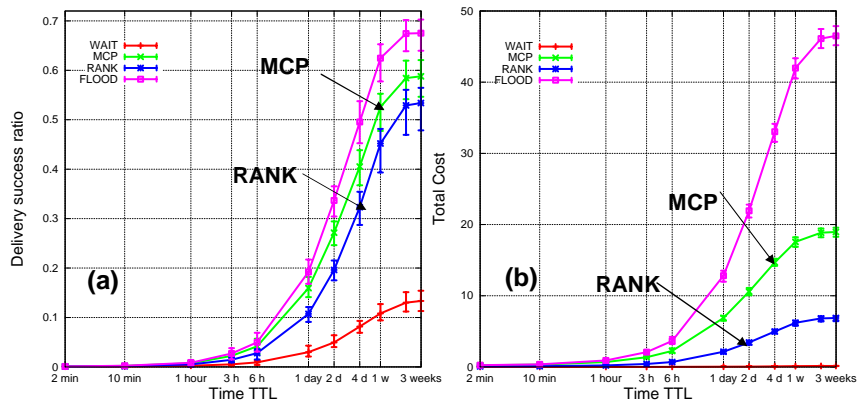 0.7
0.6
0.5
0.4
0.3
0.2
0.1
0
Delivery success ratio
WAIT
MCP
RANK
FLOOD
MCP
RANK
(a)
2 min
10 min
1 hour
3 h
6 h
1 day
2 d
4 d
1 w
3 weeks
Time TTL
50
40
30
20
10
0
Total Cost
WAIT
MCP
RANK
FLOOD
MCP
RANK
(b)
2 min
10 min
1 hour
3 h
6 h
1 day
2 d
4 d
1 w
3 weeks
Time TTL